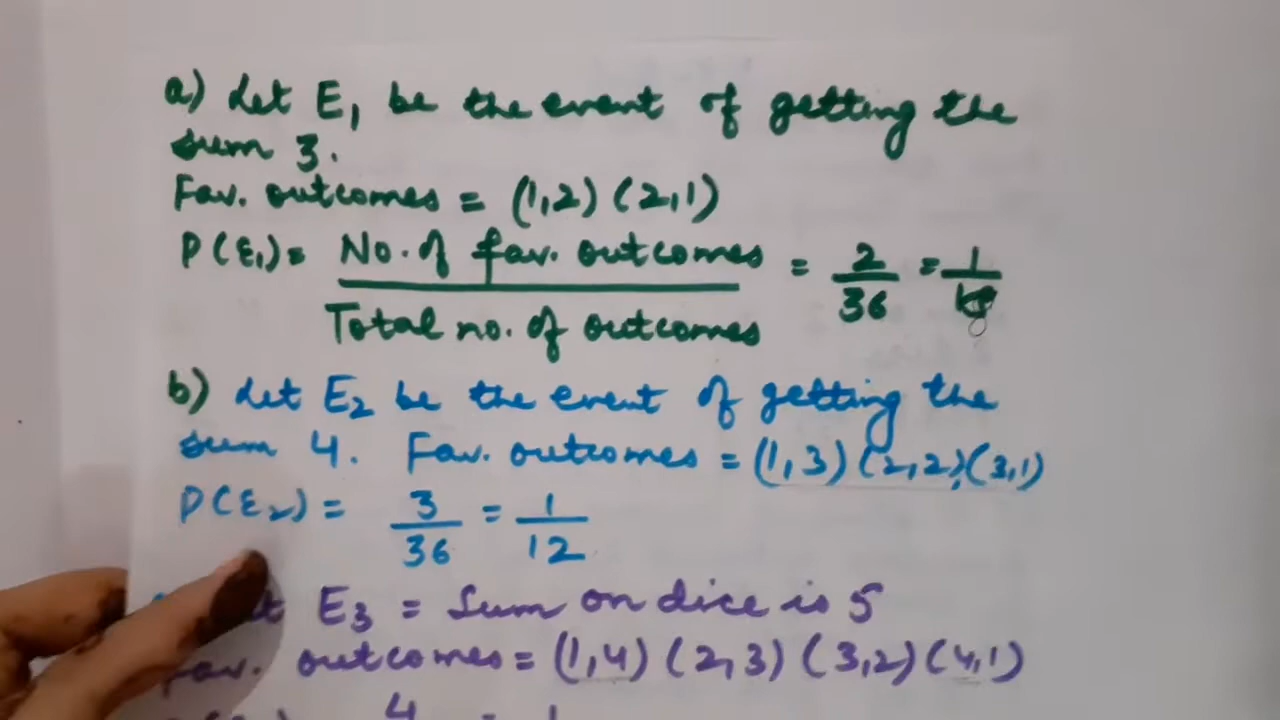 a) Let E₁ be the event of getting the
sum 3.
Fav. outcomes = (1,2) (2,1)
P(E₁) = No. of fav. outcomes / Total no. of outcomes = 2/36 = 1/18
b) Let E₂ be the event of getting the
sum 4. Fav. outcomes = (1,3) (2,2), (3,1)
P(E₂) = 3/36 = 1/12
E₃ = Sum on dice is 5
Fav. outcomes = (1,4) (2,3) (3,2) (4,1)
4 = 1